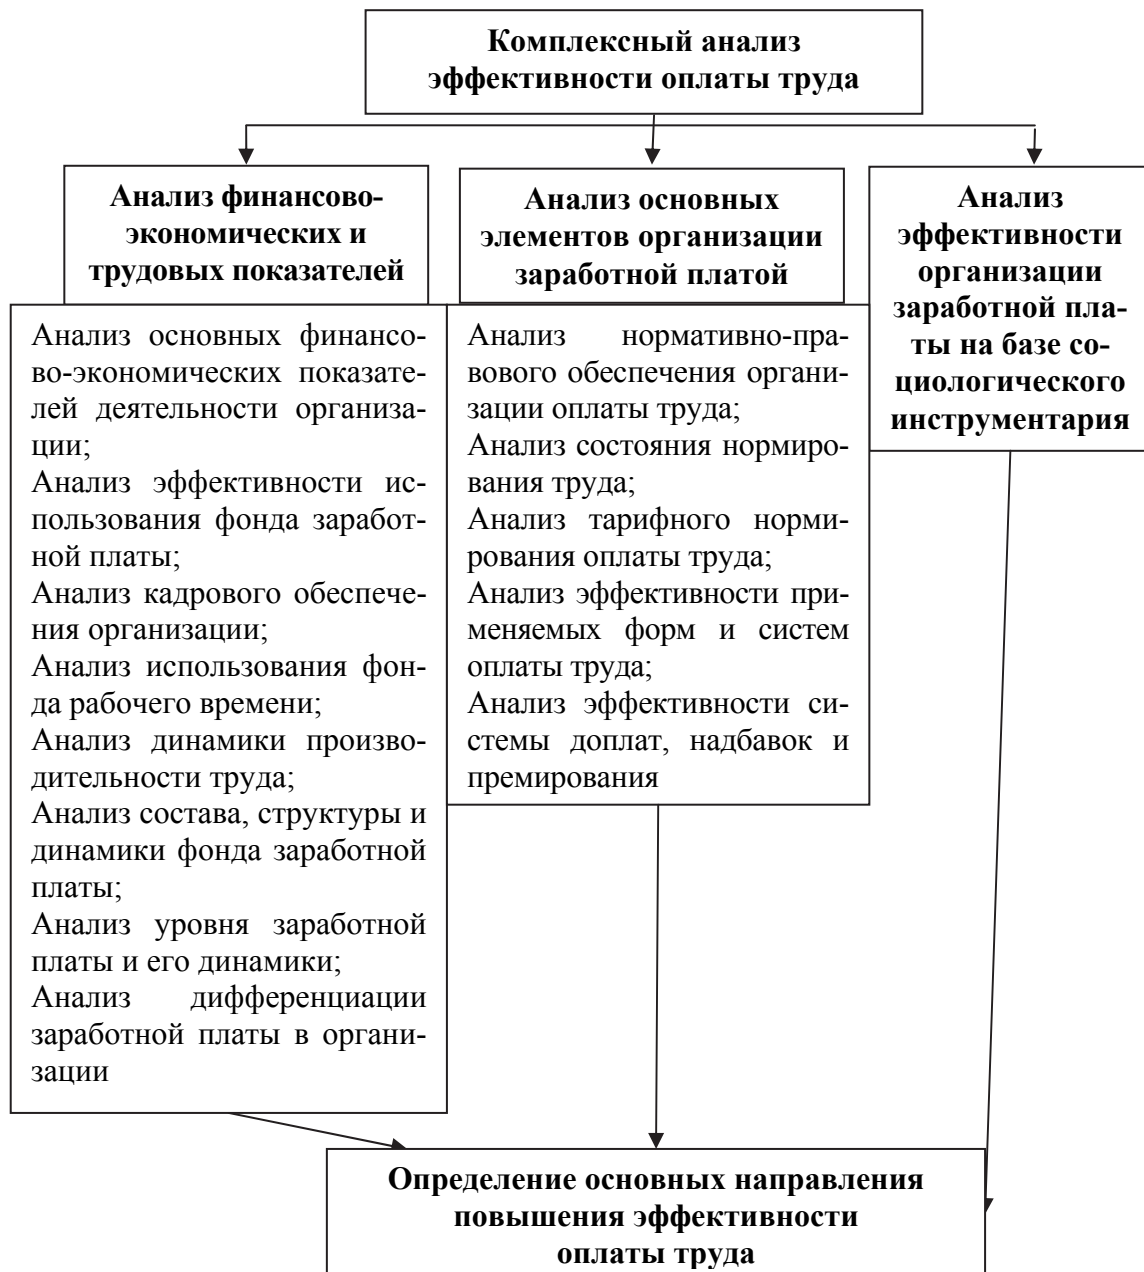 Комплексный анализ
эффективности оплаты труда
Анализ финансово-
экономических и
трудовых показателей
Анализ основных финансо-
во-экономических показате-
лей деятельности организа-
ции;
Анализ эффективности ис-
пользования фонда заработ-
ной платы;
Анализ кадрового обеспече-
ния организации;
Анализ использования фон-
да рабочего времени;
Анализ динамики произво-
дительности труда;
Анализ состава, структуры и
динамики фонда заработной
платы;
Анализ уровня заработной
платы и его динамики;
Анализ дифференциации
заработной платы в органи-
зации
Анализ основных
элементов организации
заработной платой
Анализ нормативно-пра-
вового обеспечения органи-
зации оплаты труда;
Анализ состояния нормиро-
вания труда;
Анализ тарифного норми-
рования оплаты труда;
Анализ эффективности при-
меняемых форм и систем
оплаты труда;
Анализ эффективности си-
стемы доплат, надбавок и
премирования
Анализ
эффективности
организации
заработной пла-
ты на базе со-
циологического
инструментария
Определение основных направления
повышения эффективности
оплаты труда